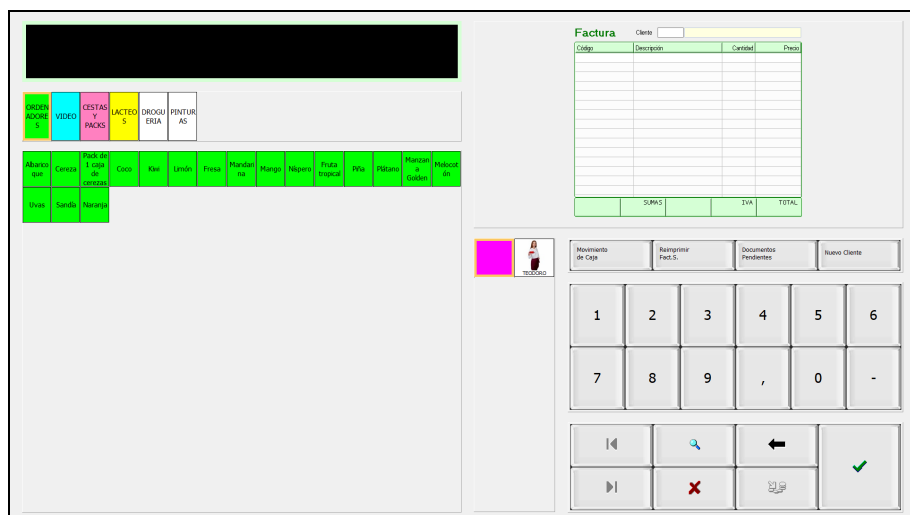 Factura Cliente
Código Descripción Cantidad Precio
SUMAS IVA TOTAL
ORDEN
ADORE
S
VIDEO
CESTAS
Y
PACKS
LACTEO
S
DROGU
ERIA
PINTUR
AS
Albarco
que
Cereza
Pack de
1 caja
de
cerezas
Coco
Kiwi
Limón
Fresa
Mandari
na
Mango
Níspero
Fruta
tropical
Piña
Plátano
Manzan
a
Golden
Melocot
ón
Uvas
Sandía
Naranja
TEODORO
Movimiento
de Caja
Reimprimir
Fact.S.
Documentos
Pendientes
Nuevo Cliente
1 2 3 4 5 6
7 8 9 , 0 -